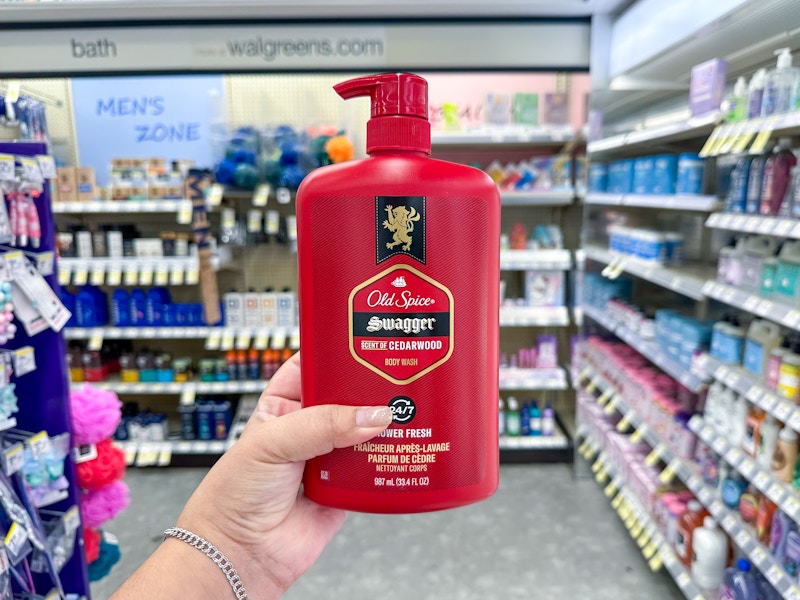 bath
walgreens.com
MEN'S
ZONE
Old Spice®
Swagger
SCENT OF CEDARWOOD
BODY WASH
24/7
OWER FRESH
FRAÎCHEUR APRÈS-LAVAGE
PARFUM DE CÈDRE
NETTOYANT CORPS
987 mL (33.4 FL OZ)